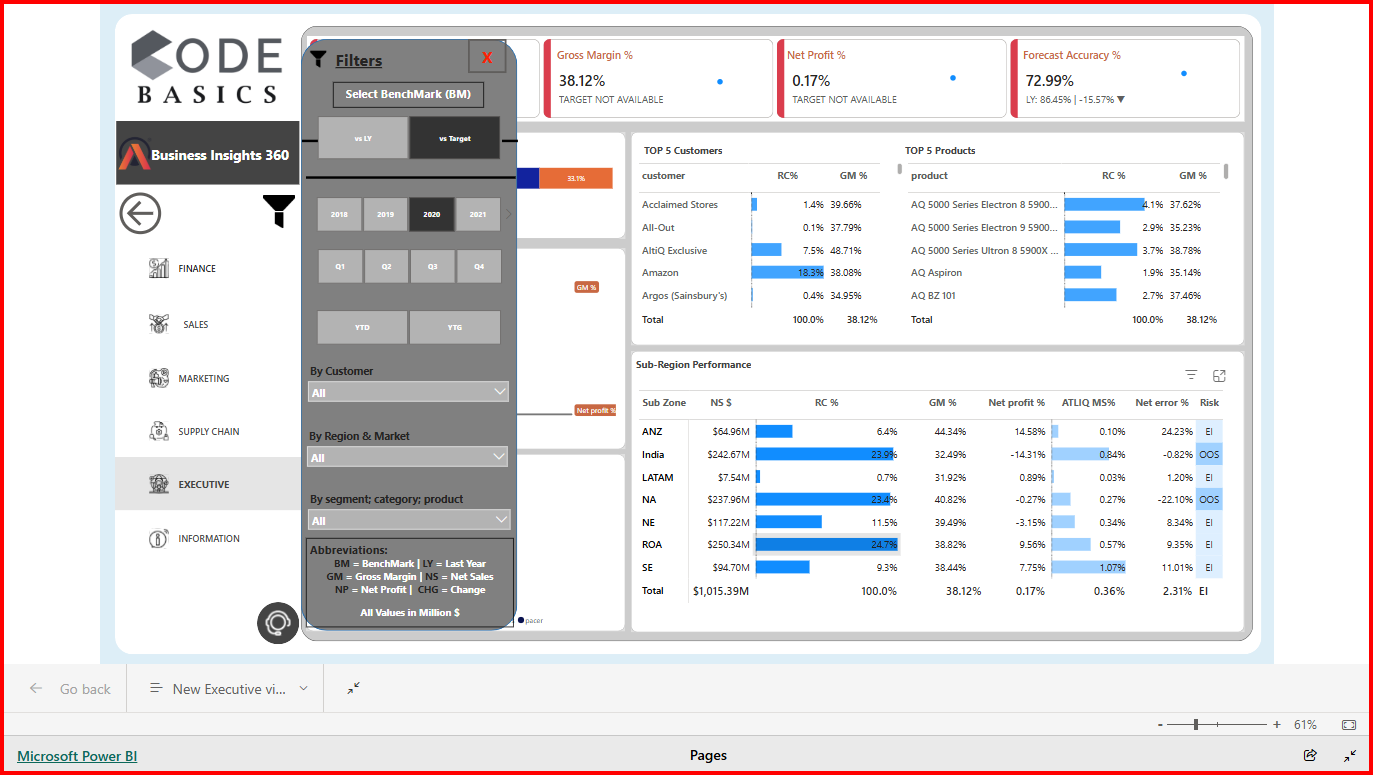 CODE
BASICS
Business Insights 360
FINANCE
SALES
MARKETING
SUPPLY CHAIN
EXECUTIVE
INFORMATION
Filters
X
Select BenchMark (BM)
vs LY
vs Target
2018
2019
2020
2021
Q1
Q2
Q3
Q4
YTD
YTG
By Customer
All
By Region & Market
All
By segment; category; product
All
Abbreviations:
BM = BenchMark | LY = Last Year
GM = Gross Margin | NS = Net Sales
NP = Net Profit | CHG = Change
All Values in Million $
Gross Margin %
38.12%
TARGET NOT AVAILABLE
Net Profit %
0.17%
TARGET NOT AVAILABLE
Forecast Accuracy %
72.99%
LY: 86.45% | -15.57% ▼
33.1%
GM %
Net profit %
pacer
TOP 5 Customers
customer RC% GM %
Acclaimed Stores 1.4% 39.66%
All-Out 0.1% 37.79%
AltiQ Exclusive 7.5% 48.71%
Amazon 18.3% 38.08%
Argos (Sainsbury's) 0.4% 34.95%
Total 100.0% 38.12%
TOP 5 Products
product RC % GM %
AQ 5000 Series Electron 8 5900... 4.1% 37.62%
AQ 5000 Series Electron 9 5900... 2.9% 35.23%
AQ 5000 Series Ultron 8 5900X ... 3.7% 38.78%
AQ Aspiron 1.9% 35.14%
AQ BZ 101 2.7% 37.46%
Total 100.0% 38.12%
Sub-Region Performance
Sub Zone NS $ RC % GM % Net profit % ATLIQ MS% Net error % Risk
ANZ $64.96M 6.4% 44.34% 14.58% 0.10% 24.23% EI
India $242.67M 23.9% 32.49% -14.31% 0.84% -0.82% OOS
LATAM $7.54M 0.7% 31.92% 0.89% 0.03% 1.20% EI
NA $237.96M 23.4% 40.82% -0.27% 0.27% -22.10% OOS
NE $117.22M 11.5% 39.49% -3.15% 0.34% 8.34% EI
ROA $250.34M 24.7% 38.82% 9.56% 0.57% 9.35% EI
SE $94.70M 9.3% 38.44% 7.75% 1.07% 11.01% EI
Total $1,015.39M 100.0% 38.12% 0.17% 0.36% 2.31% EI
Go back
New Executive vi...
- + 61%
Microsoft Power BI
Pages